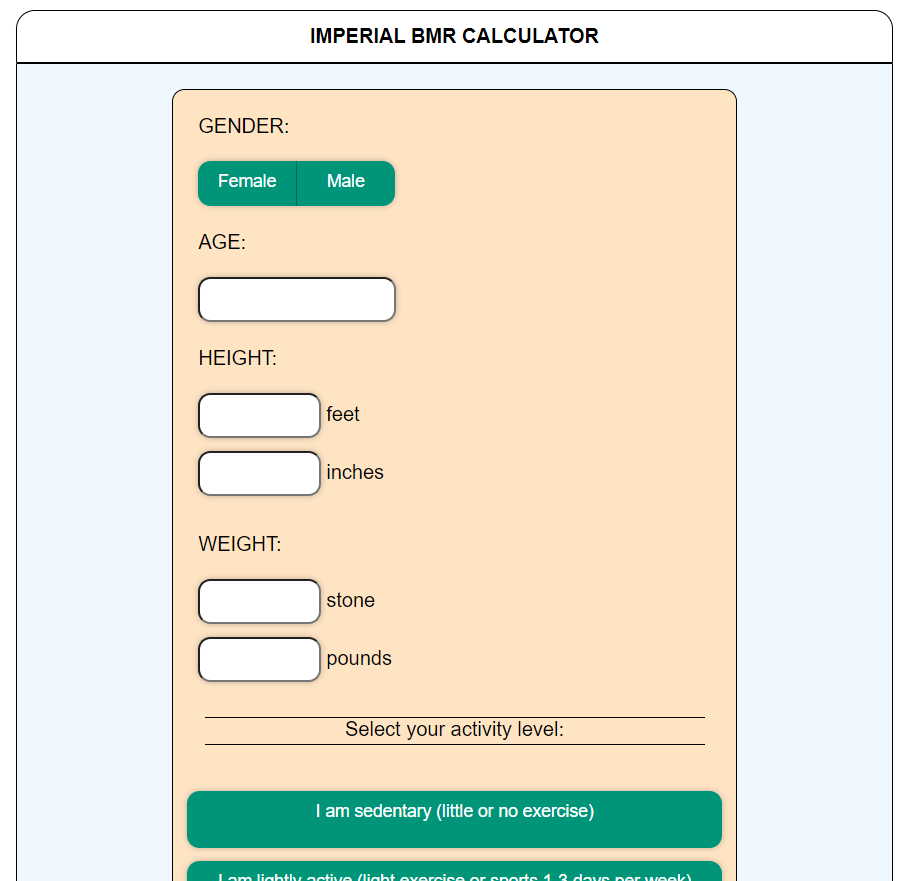 IMPERIAL BMR CALCULATOR
GENDER:
Female Male
AGE:
HEIGHT:
feet
inches
WEIGHT:
stone
pounds
Select your activity level:
I am sedentary (little or no exercise)
I am lightly active (light exercise or sports 1-3 days per week)